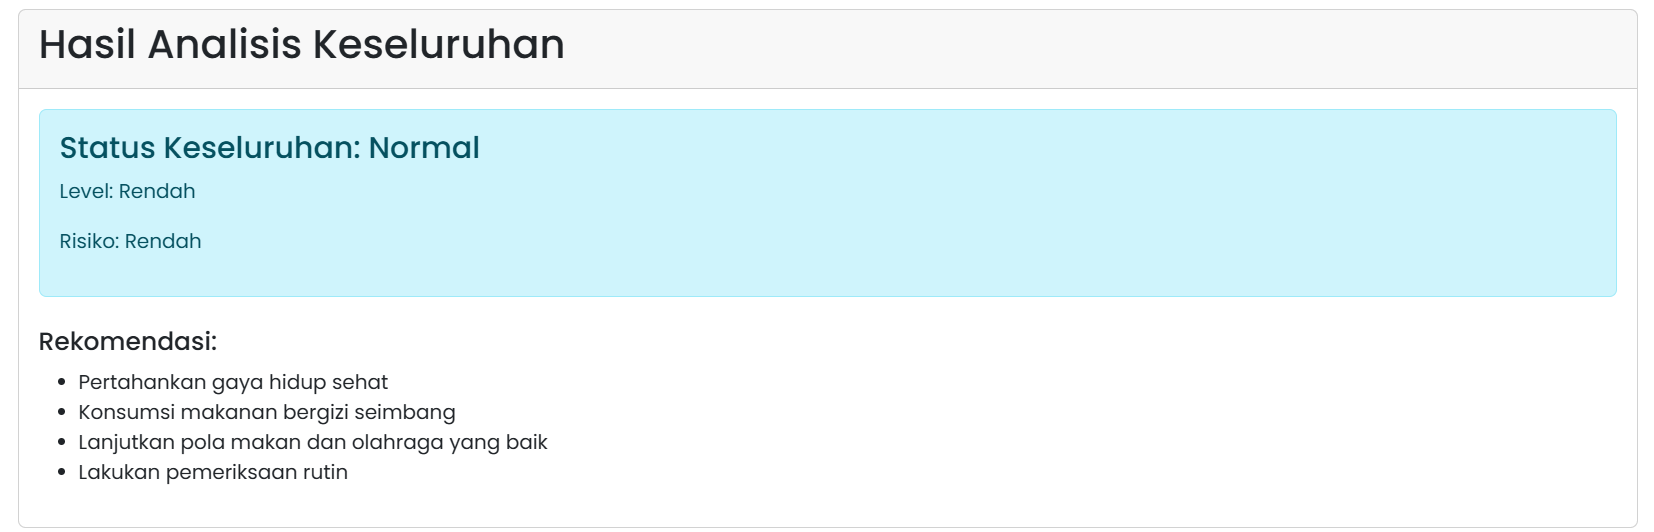 Hasil Analisis Keseluruhan
Status Keseluruhan: Normal
Level: Rendah
Risiko: Rendah
Rekomendasi:
• Pertahankan gaya hidup sehat
• Konsumsi makanan bergizi seimbang
• Lanjutkan pola makan dan olahraga yang baik
• Lakukan pemeriksaan rutin